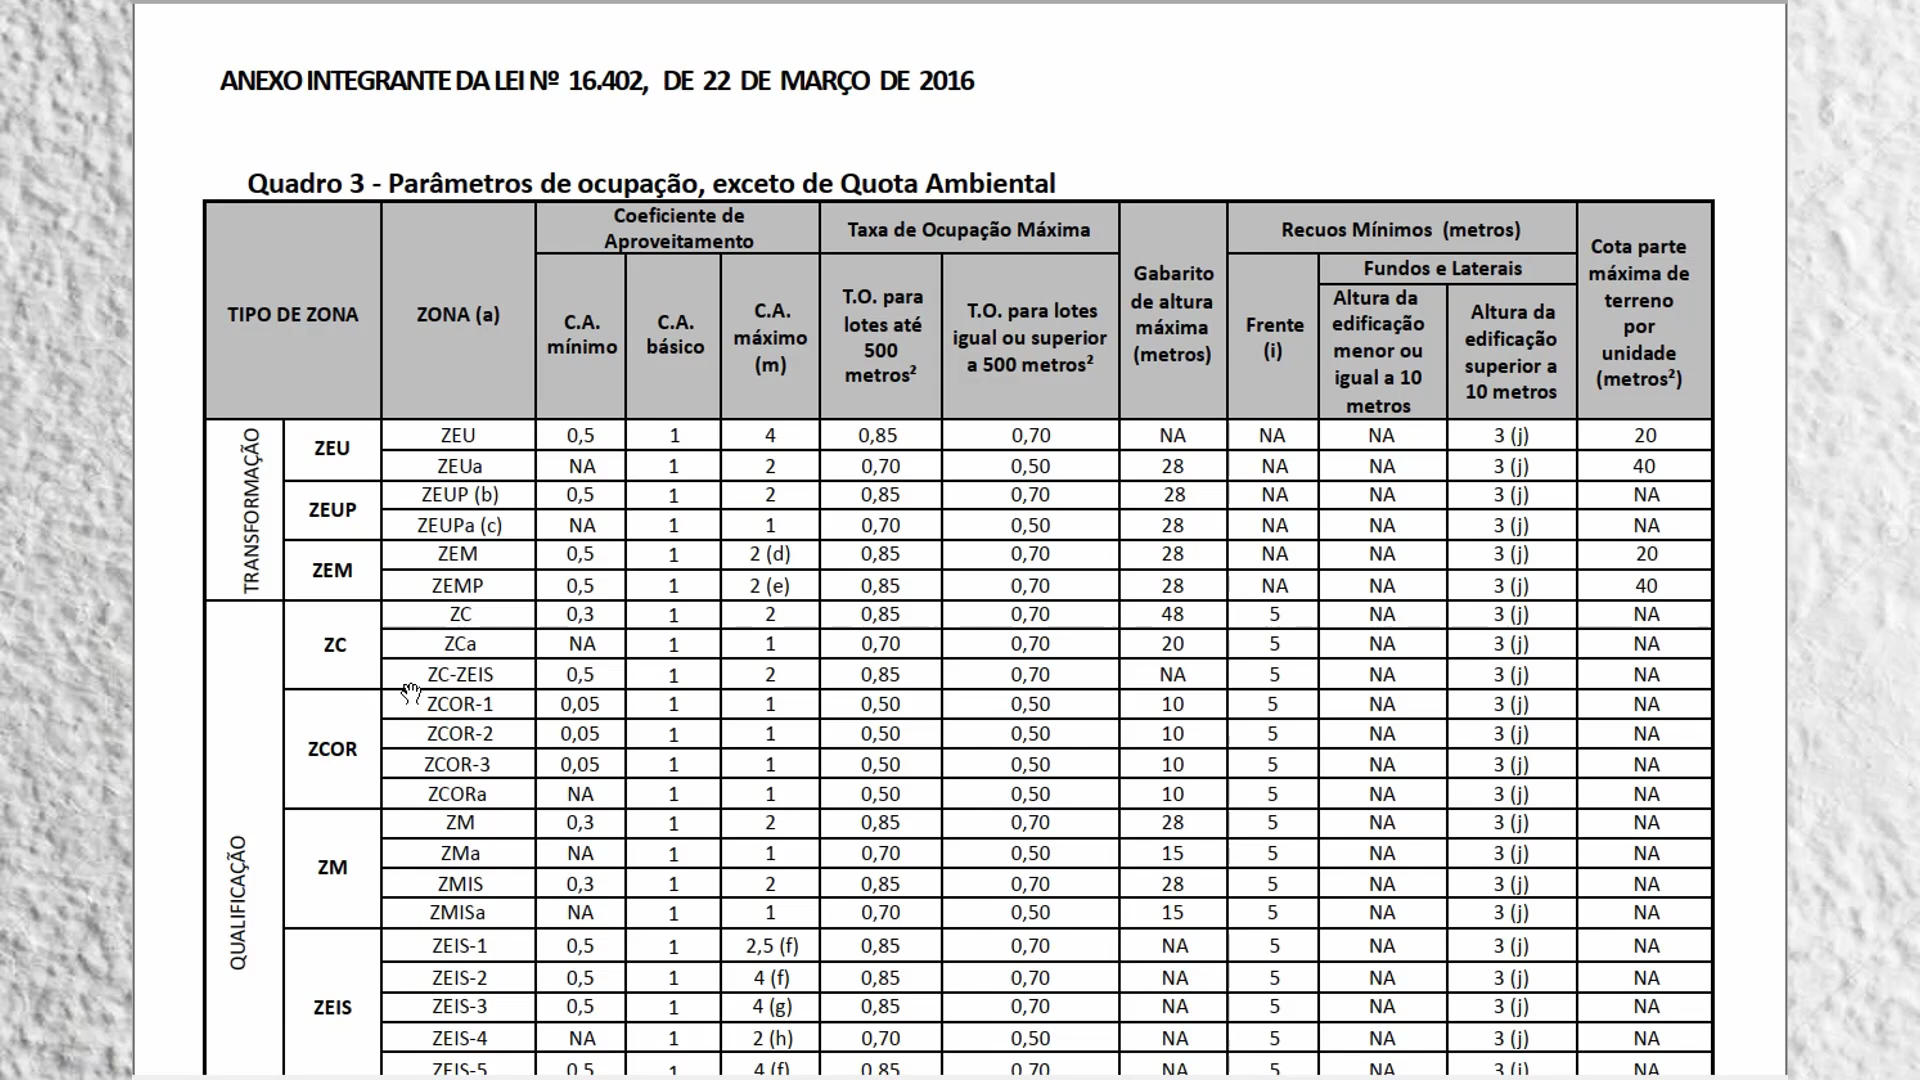 ANEXO INTEGRANTE DA LEI Nº 16.402, DE 22 DE MARÇO DE 2016
Quadro 3 - Parâmetros de ocupação, exceto de Quota Ambiental
TIPO DE ZONA
ZONA (a)
Coeficiente de
Aproveitamento
C.A.
mínimo
C.A.
básico
C.A.
máximo
(m)
Taxa de Ocupação Máxima
T.O. para
lotes até
500
metros²
T.O. para lotes
igual ou superior
a 500 metros²
Gabarito
de altura
máxima
(metros)
Recuos Mínimos (metros)
Frente
(i)
Fundos e Laterais
Altura da
edificação
menor ou
igual a 10
metros
Altura da
edificação
superior a
10 metros
Cota parte
máxima de
terreno
por
unidade
(metros²)
TRANSFORMAÇÃO
ZEU
ZEU 0,5 1 4 0,85 0,70 NA NA NA 3 (j) 20
ZEUa NA 1 2 0,70 0,50 28 NA NA 3 (j) 40
ZEUP
ZEUP (b) 0,5 1 2 0,85 0,70 28 NA NA 3 (j) NA
ZEUPa (c) NA 1 1 0,70 0,50 28 NA NA 3 (j) NA
ZEM
ZEM 0,5 1 2 (d) 0,85 0,70 28 NA NA 3 (j) 20
ZEMP 0,5 1 2 (e) 0,85 0,70 28 NA NA 3 (j) 40
QUALIFICAÇÃO
ZC
ZC 0,3 1 2 0,85 0,70 48 5 NA 3 (j) NA
ZCa NA 1 1 0,70 0,70 20 5 NA 3 (j) NA
ZC-ZEIS 0,5 1 2 0,85 0,70 NA 5 NA 3 (j) NA
ZCOR
ZCOR-1 0,05 1 1 0,50 0,50 10 5 NA 3 (j) NA
ZCOR-2 0,05 1 1 0,50 0,50 10 5 NA 3 (j) NA
ZCOR-3 0,05 1 1 0,50 0,50 10 5 NA 3 (j) NA
ZCORa NA 1 1 0,50 0,50 10 5 NA 3 (j) NA
ZM
ZM 0,3 1 2 0,85 0,70 28 5 NA 3 (j) NA
ZMa NA 1 1 0,70 0,50 15 5 NA 3 (j) NA
ZMIS 0,3 1 2 0,85 0,70 28 5 NA 3 (j) NA
ZMISa NA 1 1 0,70 0,50 15 5 NA 3 (j) NA
ZEIS
ZEIS-1 0,5 1 2,5 (f) 0,85 0,70 NA 5 NA 3 (j) NA
ZEIS-2 0,5 1 4 (f) 0,85 0,70 NA 5 NA 3 (j) NA
ZEIS-3 0,5 1 4 (g) 0,85 0,70 NA 5 NA 3 (j) NA
ZEIS-4 NA 1 2 (h) 0,70 0,50 NA 5 NA 3 (j) NA
ZEIS-5 0,5 1 4 (f) 0,85 0,70 NA 5 NA 3 (j) NA